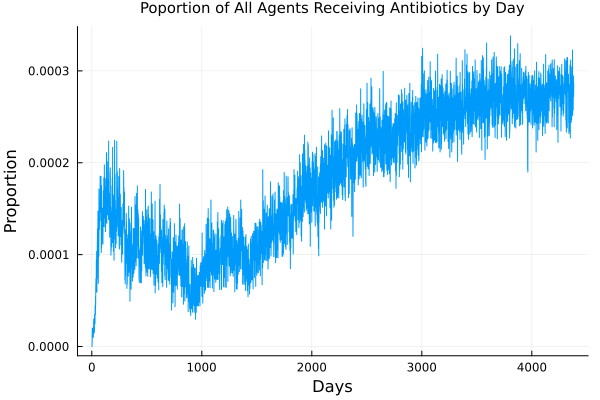 Poportion of All Agents Receiving Antibiotics by Day
0.0003
0.0002
0.0001
0.0000
Proportion
0 1000 2000 3000 4000
Days